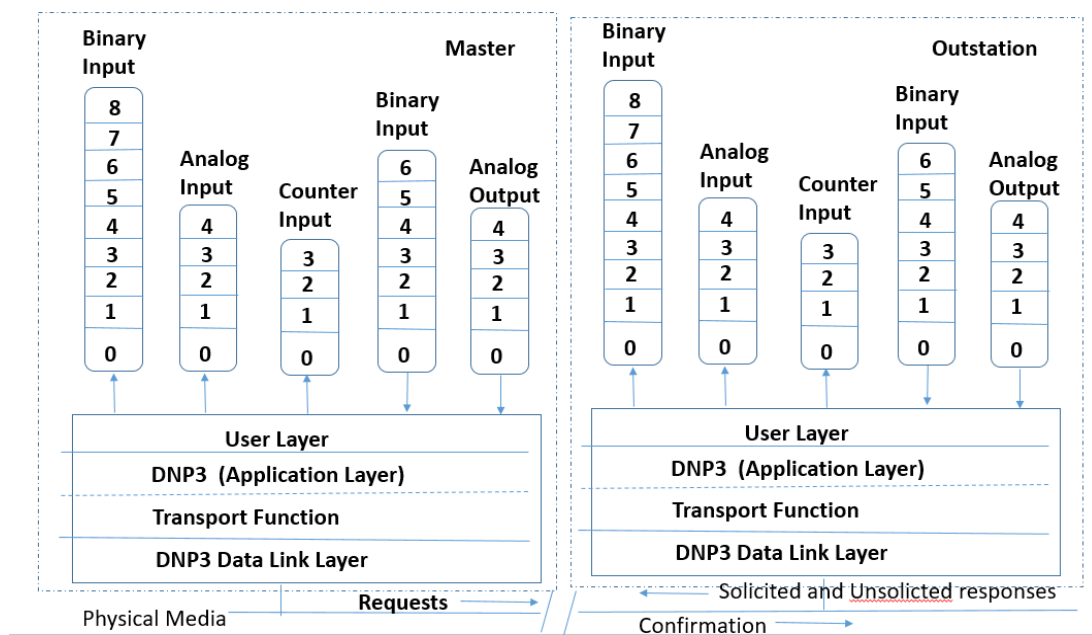 Master
Binary
Input
8
7
6
5
4
3
2
1
0
Analog
Input
4
3
2
1
0
Counter
Input
3
2
1
0
Binary
Input
6
5
4
3
2
1
0
Analog
Output
4
3
2
1
0
User Layer
DNP3 (Application Layer)
Transport Function
DNP3 Data Link Layer
Outstation
Binary
Input
8
7
6
5
4
3
2
1
0
Analog
Input
4
3
2
1
0
Counter
Input
3
2
1
0
Binary
Input
6
5
4
3
2
1
0
Analog
Output
4
3
2
1
0
User Layer
DNP3 (Application Layer)
Transport Function
DNP3 Data Link Layer
Physical Media
Requests
Solicited and Unsolicted responses
Confirmation